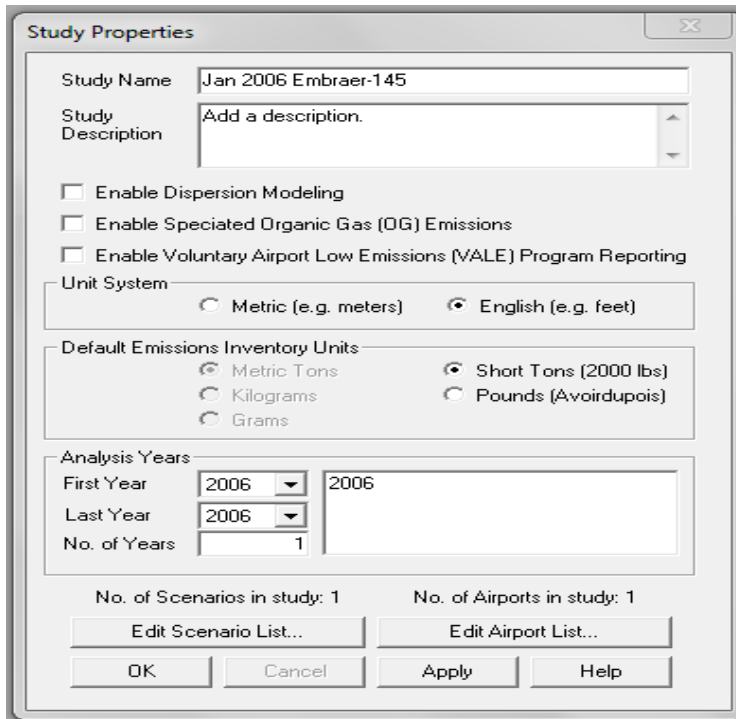 Study Properties
Study Name Jan 2006 Embraer-145
Study Description Add a description.
Enable Dispersion Modeling
Enable Speciated Organic Gas (OG) Emissions
Enable Voluntary Airport Low Emissions (VALE) Program Reporting
Unit System
Metric (e.g. meters) English (e.g. feet)
Default Emissions Inventory Units
Metric Tons Short Tons (2000 lbs)
Kilograms Pounds (Avoirdupois)
Grams
Analysis Years
First Year 2006 2006
Last Year 2006
No. of Years 1
No. of Scenarios in study: 1 No. of Airports in study: 1
Edit Scenario List... Edit Airport List...
OK Cancel Apply Help